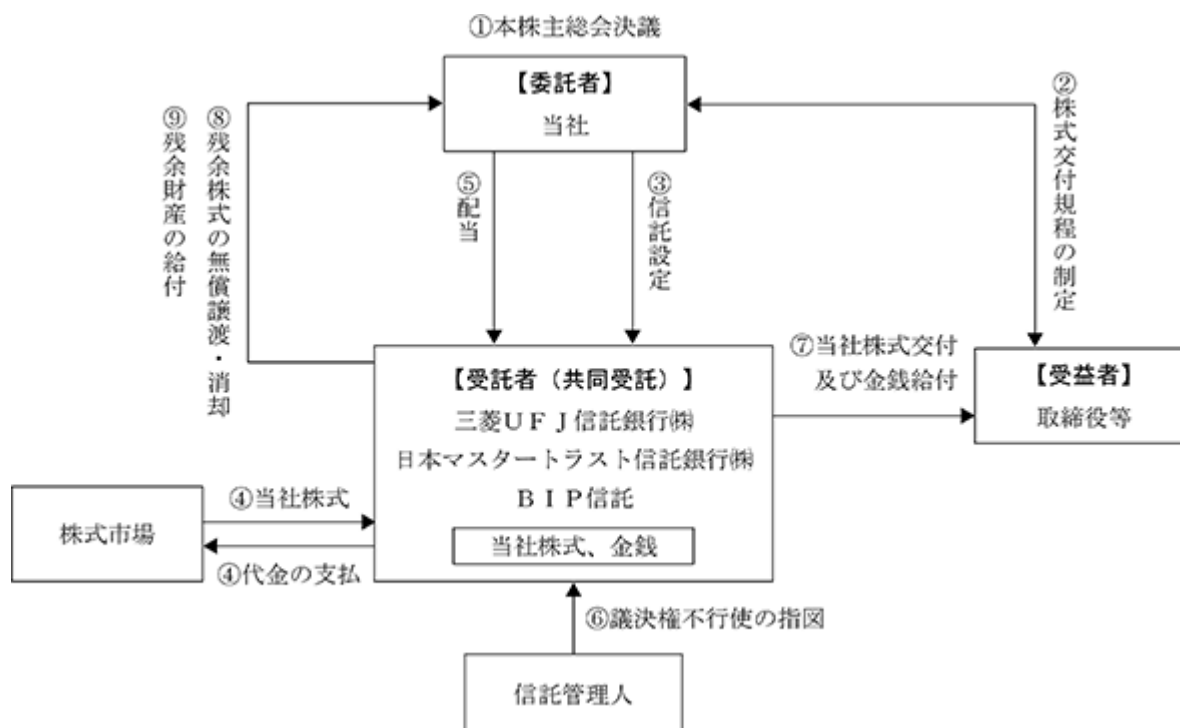 ①本株主総会決議
【委託者】
当社
⑨残余財産の給付
⑧残余株式の無償譲渡・消却
⑤配当
③信託設定
②株式交付規程の制定
【受託者（共同受託）】
三菱ＵＦＪ信託銀行㈱
日本マスタートラスト信託銀行㈱
ＢＩＰ信託
当社株式、金銭
⑦当社株式交付
及び金銭給付
【受益者】
取締役等
株式市場
④当社株式
④代金の支払
⑥議決権不行使の指図
信託管理人